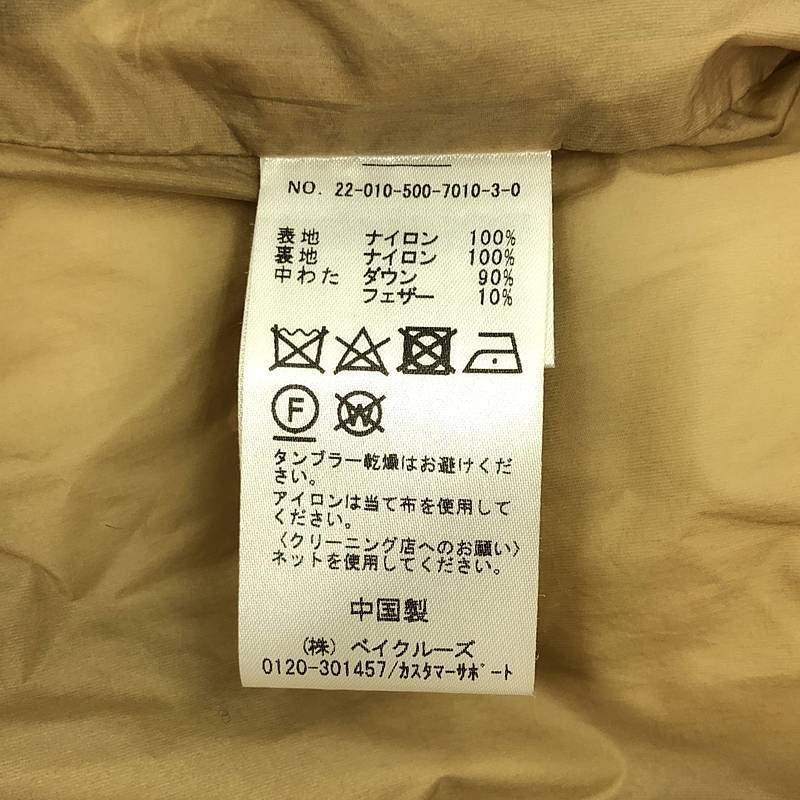 NO. 22-010-500-7010-3-0
表地 ナイロン 100%
裏地 ナイロン 100%
中わた ダウン 90%
フェザー 10%
F W
タンブラー乾燥はお避けくだ
さい。
アイロンは当て布を使用して
ください。
〈クリーニング店へのお願い〉
ネットを使用してください。
中国製
(株) ベイクルーズ
0120-301457/カスタマーサポート